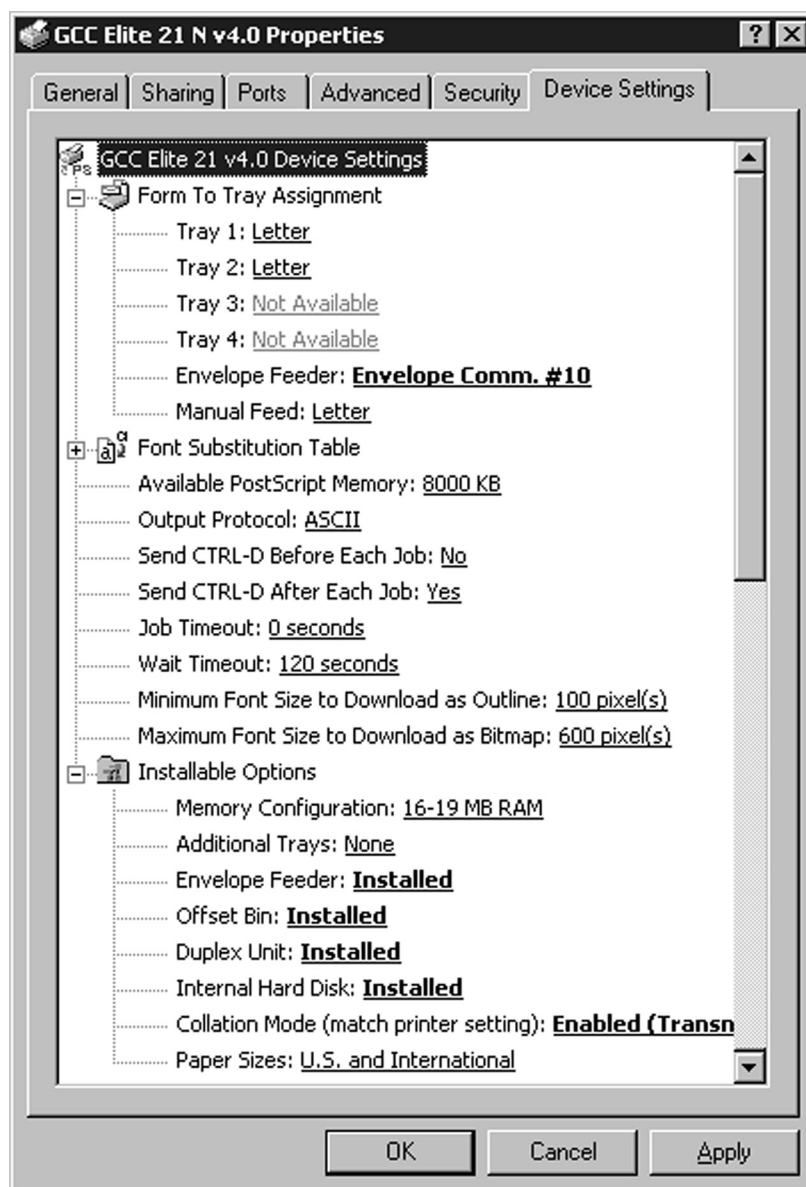 GCC Elite 21 N v4.0 Properties
General Sharing Ports Advanced Security Device Settings
GCC Elite 21 v4.0 Device Settings
Form To Tray Assignment
Tray 1: Letter
Tray 2: Letter
Tray 3: Not Available
Tray 4: Not Available
Envelope Feeder: Envelope Comm. #10
Manual Feed: Letter
Font Substitution Table
Available PostScript Memory: 8000 KB
Output Protocol: ASCII
Send CTRL-D Before Each Job: No
Send CTRL-D After Each Job: Yes
Job Timeout: 0 seconds
Wait Timeout: 120 seconds
Minimum Font Size to Download as Outline: 100 pixel(s)
Maximum Font Size to Download as Bitmap: 600 pixel(s)
Installable Options
Memory Configuration: 16-19 MB RAM
Additional Trays: None
Envelope Feeder: Installed
Offset Bin: Installed
Duplex Unit: Installed
Internal Hard Disk: Installed
Collation Mode (match printer setting): Enabled (Transn
Paper Sizes: U.S. and International
OK Cancel Apply